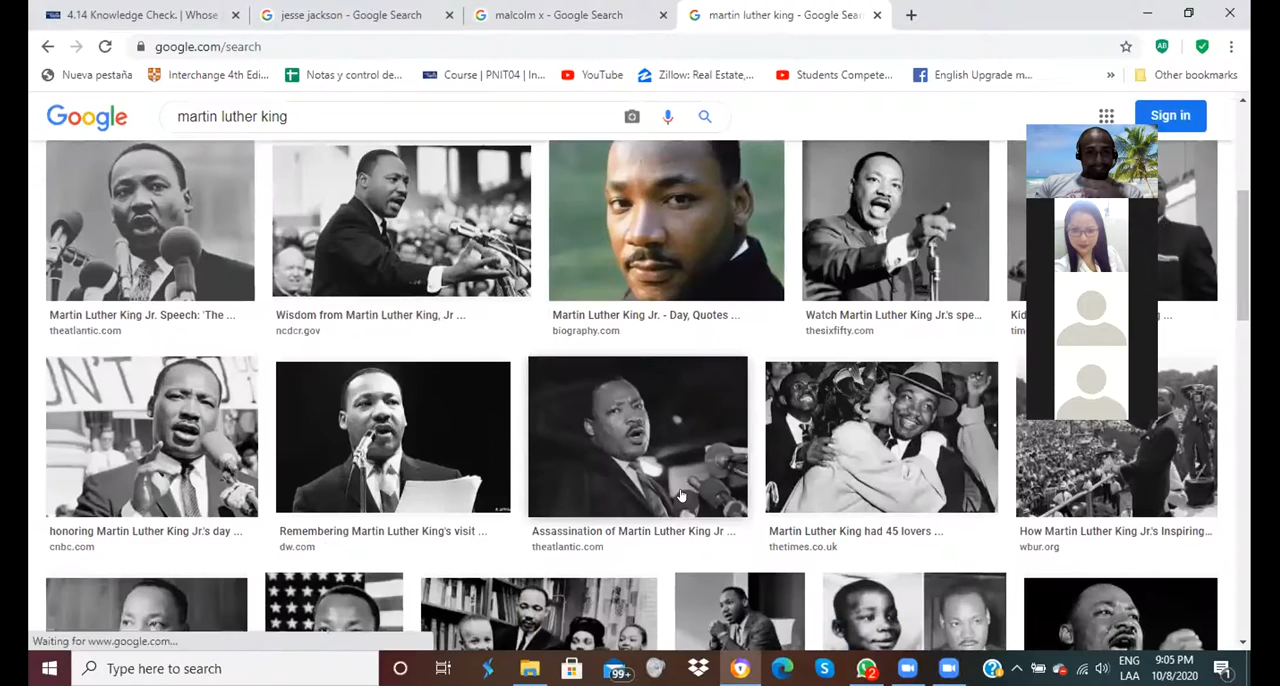 4.14 Knowledge Check. | Whose
jesse jackson - Google Search
malcolm x - Google Search
martin luther king - Google Sear
google.com/search
Nueva pestaña
Interchange 4th Edi...
Notas y control de...
Course | PNIT04 | In...
YouTube
Zillow: Real Estate,...
Students Compete...
English Upgrade m...
»
Other bookmarks
Google
martin luther king
Sign in
Martin Luther King Jr. Speech: 'The ...
theatlantic.com
Wisdom from Martin Luther King, Jr ...
ncdcr.gov
Martin Luther King Jr. - Day, Quotes ...
biography.com
Watch Martin Luther King Jr.'s spe...
thesixfifty.com
honoring Martin Luther King Jr.'s day ...
cnbc.com
Remembering Martin Luther King's visit ...
dw.com
Assassination of Martin Luther King Jr ...
theatlantic.com
Martin Luther King had 45 lovers ...
thetimes.co.uk
How Martin Luther King Jr.'s Inspiring...
wbur.org
Waiting for www.google.com...
Type here to search
99+
2
ENG
LAA
9:05 PM
10/8/2020
1